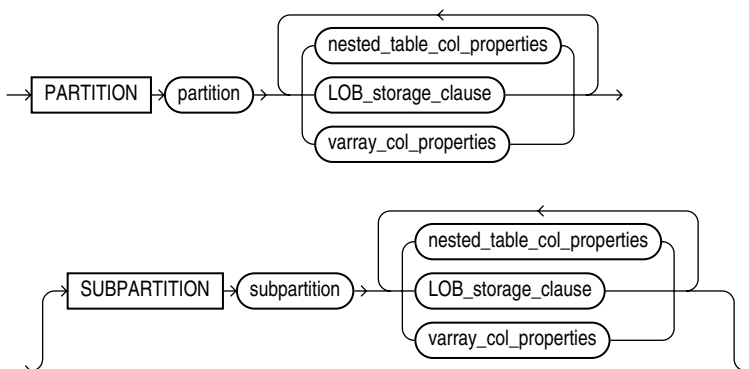 nested_table_col_properties
PARTITION partition LOB_storage_clause
varray_col_properties
nested_table_col_properties
SUBPARTITION subpartition LOB_storage_clause
varray_col_properties